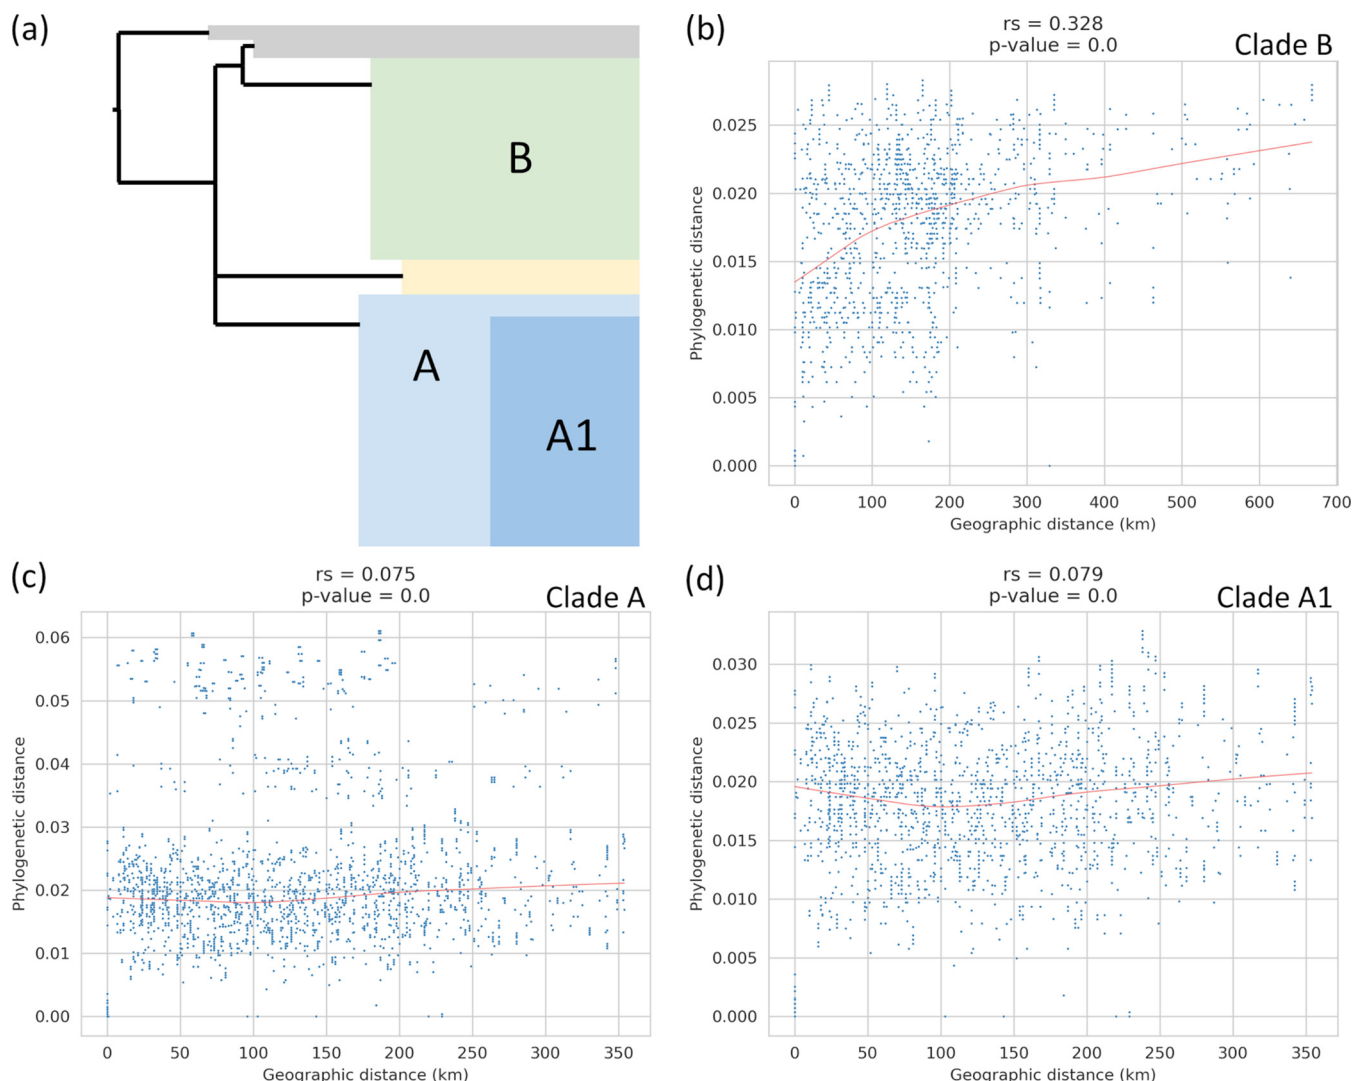 (a)
B
A
A1
(b)
rs = 0.328
p-value = 0.0
Clade B
Phylogenetic distance
0.025
0.020
0.015
0.010
0.005
0.000
0 100 200 300 400 500 600 700
Geographic distance (km)
(c)
rs = 0.075
p-value = 0.0
Clade A
Phylogenetic distance
0.06
0.05
0.04
0.03
0.02
0.01
0.00
0 50 100 150 200 250 300 350
Geographic distance (km)
(d)
rs = 0.079
p-value = 0.0
Clade A1
Phylogenetic distance
0.030
0.025
0.020
0.015
0.010
0.005
0.000
0 50 100 150 200 250 300 350
Geographic distance (km)